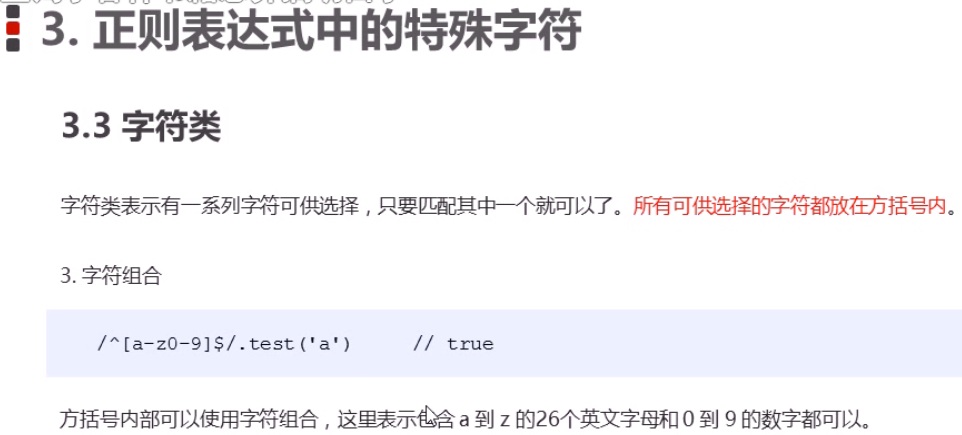 3. 正则表达式中的特殊字符
3.3 字符类
字符类表示有一系列字符可供选择，只要匹配其中一个就可以了。所有可供选择的字符都放在方括号内。
3. 字符组合
/^[a-z0-9]$/.test('a') // true
方括号内部可以使用字符组合，这里表示包含 a 到 z 的26个英文字母和 0 到 9 的数字都可以。